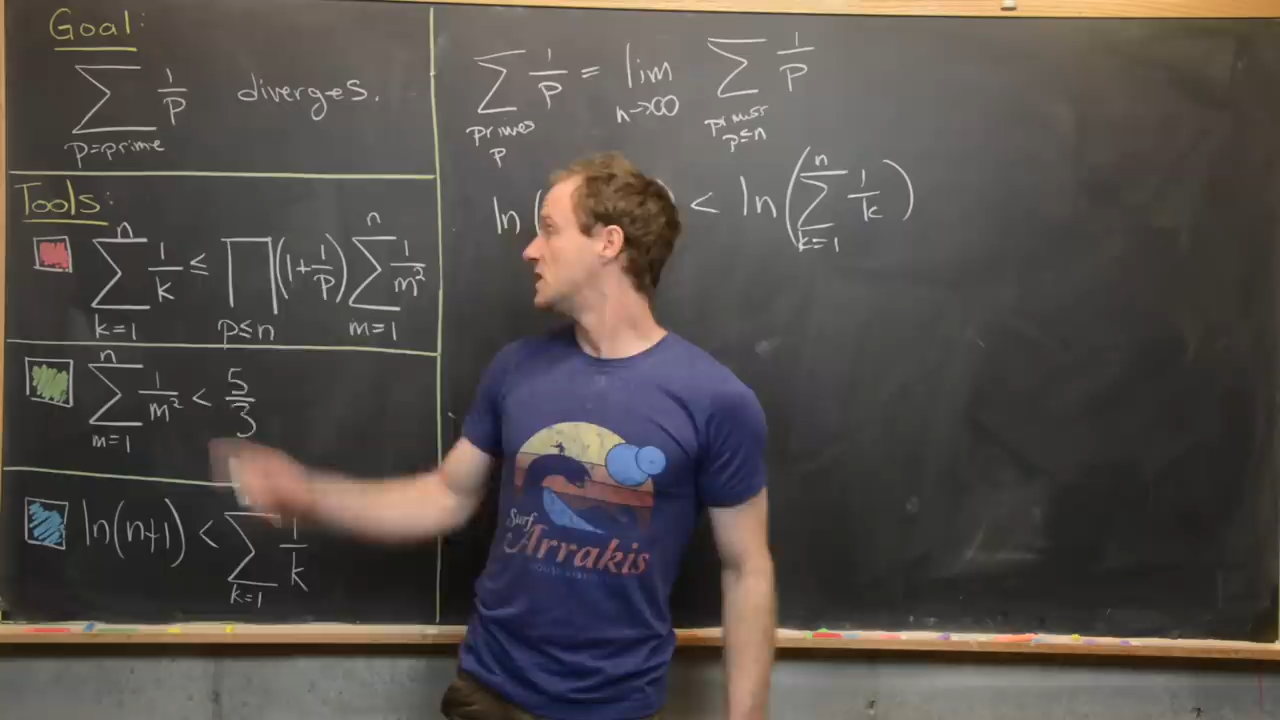 Goal:
∑ 1/p diverges.
p=prime
Tools:
n ∑ k=1 1/k ≤ ∏ p≤n (1+1/p) n ∑ m=1 1/m²
n ∑ m=1 1/m² < 5/3
ln(n+1) < ∑ k=1 1/k
∑ primes p 1/p = lim n→∞ ∑ primes p≤n 1/p
ln( ) < ln(n ∑ k=1 1/k)
Surf
Arrakis